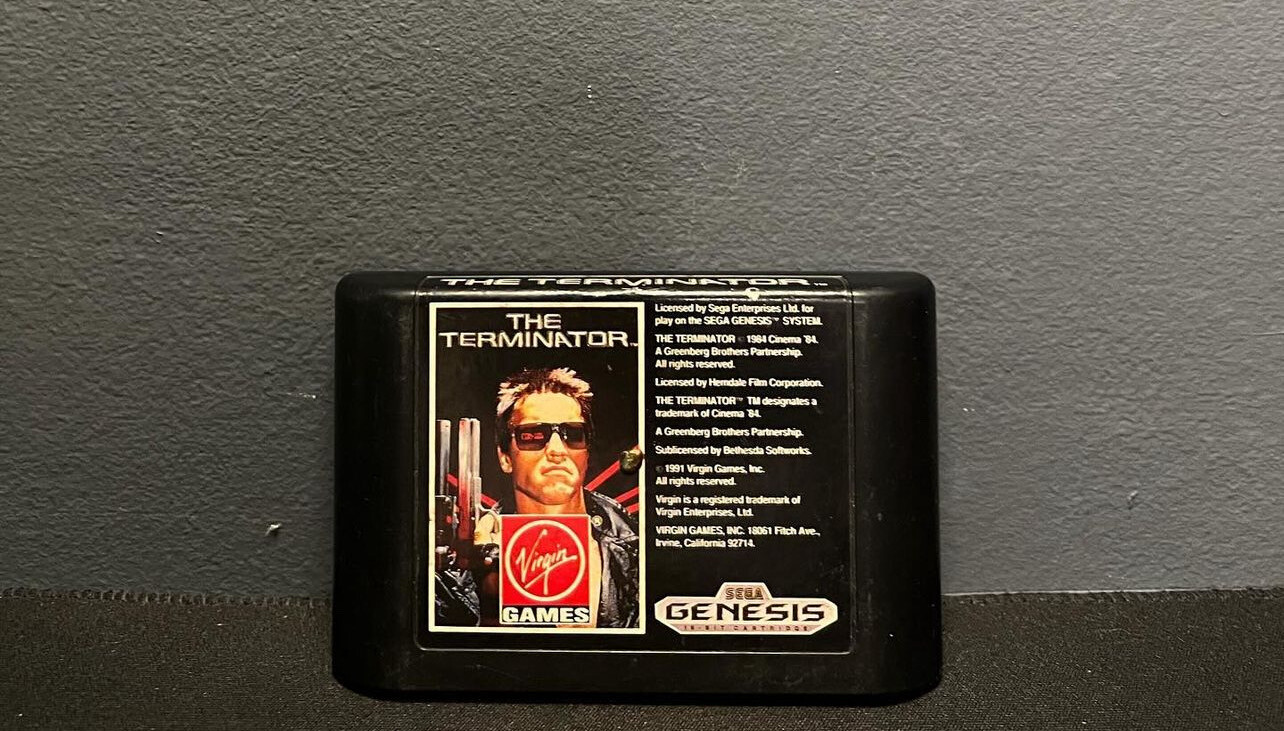 THE TERMINATOR™
THE
TERMINATOR™
Virgin
GAMES
Licensed by Sega Enterprises Ltd. for
play on the SEGA GENESIS™ SYSTEM.
THE TERMINATOR © 1984 Cinema '84.
A Greenberg Brothers Partnership.
All rights reserved.
Licensed by Hemdale Film Corporation.
THE TERMINATOR™ TM designates a
trademark of Cinema '84.
A Greenberg Brothers Partnership.
Sublicensed by Bethesda Softworks.
© 1991 Virgin Games, Inc.
All rights reserved.
Virgin is a registered trademark of
Virgin Enterprises, Ltd.
VIRGIN GAMES, INC. 18061 Fitch Ave.,
Irvine, California 92714.
SEGA
GENESIS
16-BIT CARTRIDGE